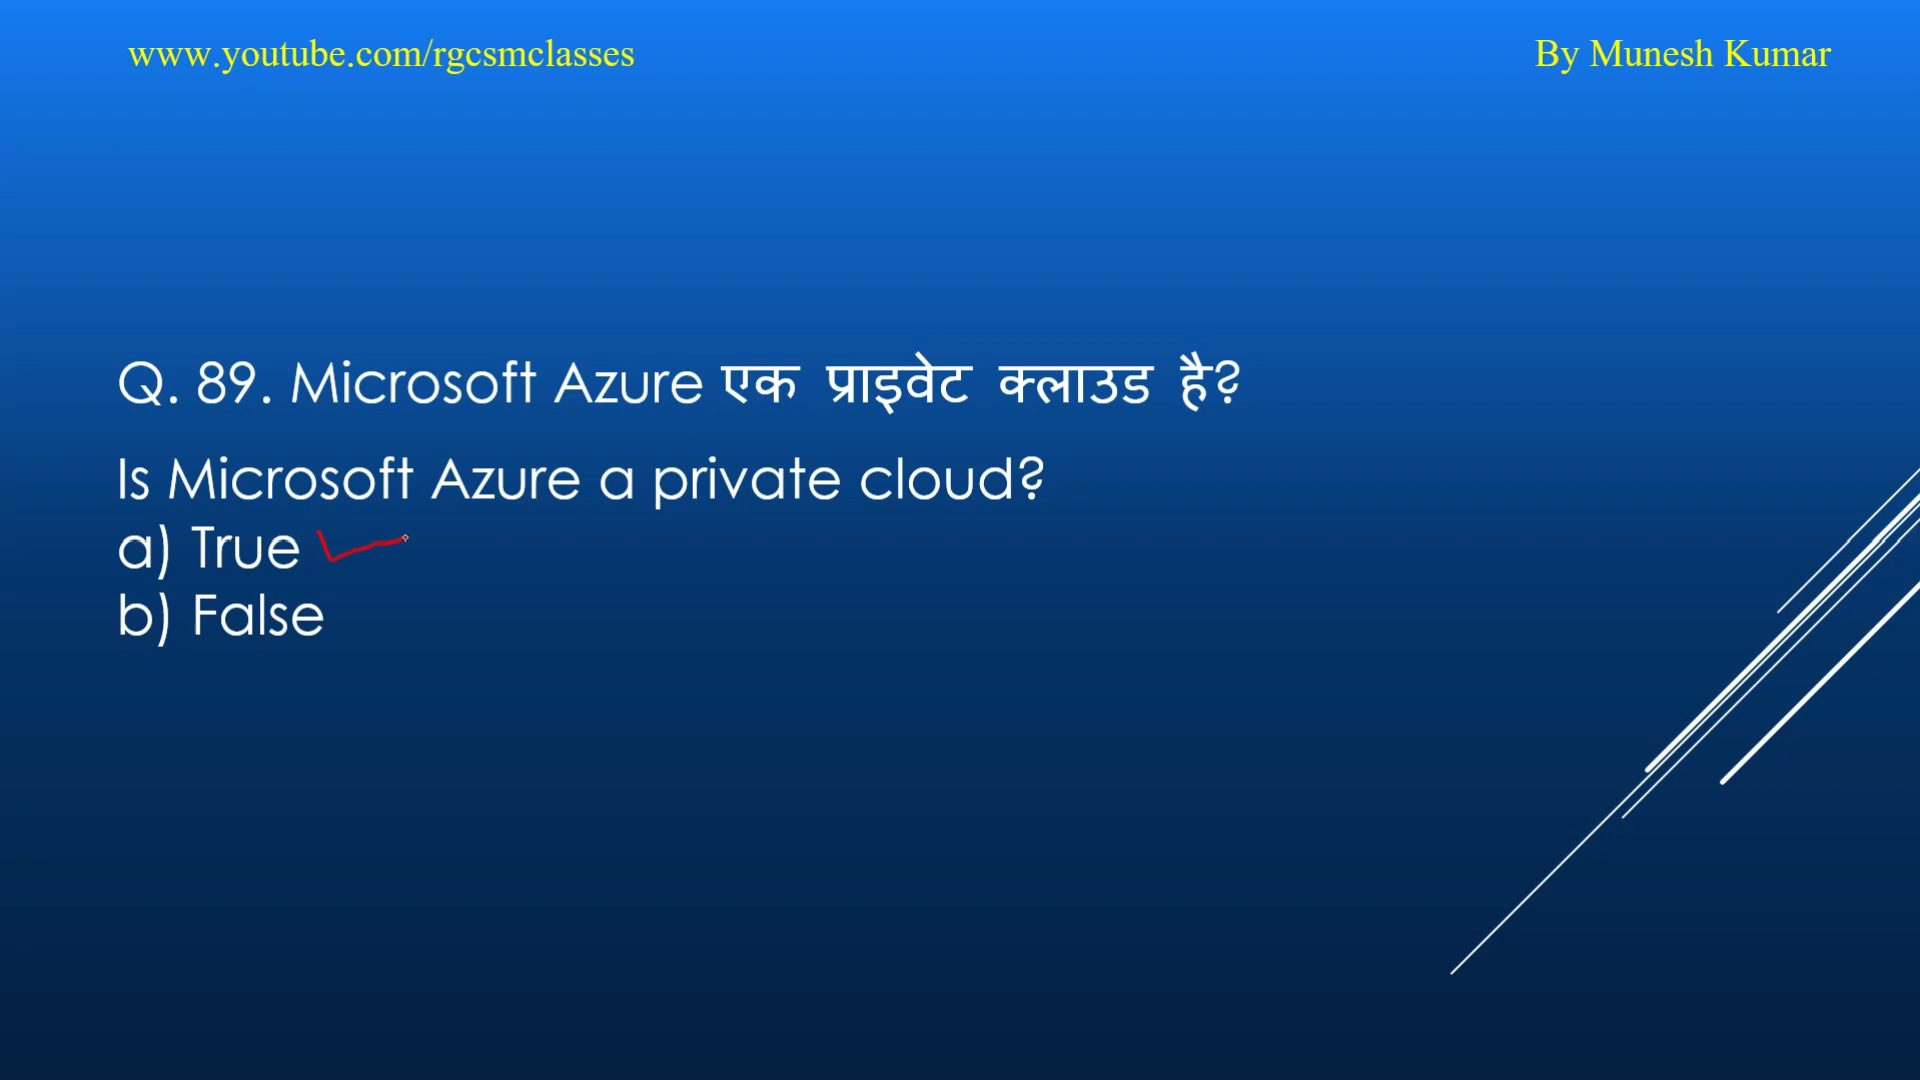 www.youtube.com/rgcsmclasses
By Munesh Kumar
Q. 89. Microsoft Azure एक प्राइवेट क्लाउड है?
Is Microsoft Azure a private cloud?
a) True
b) False